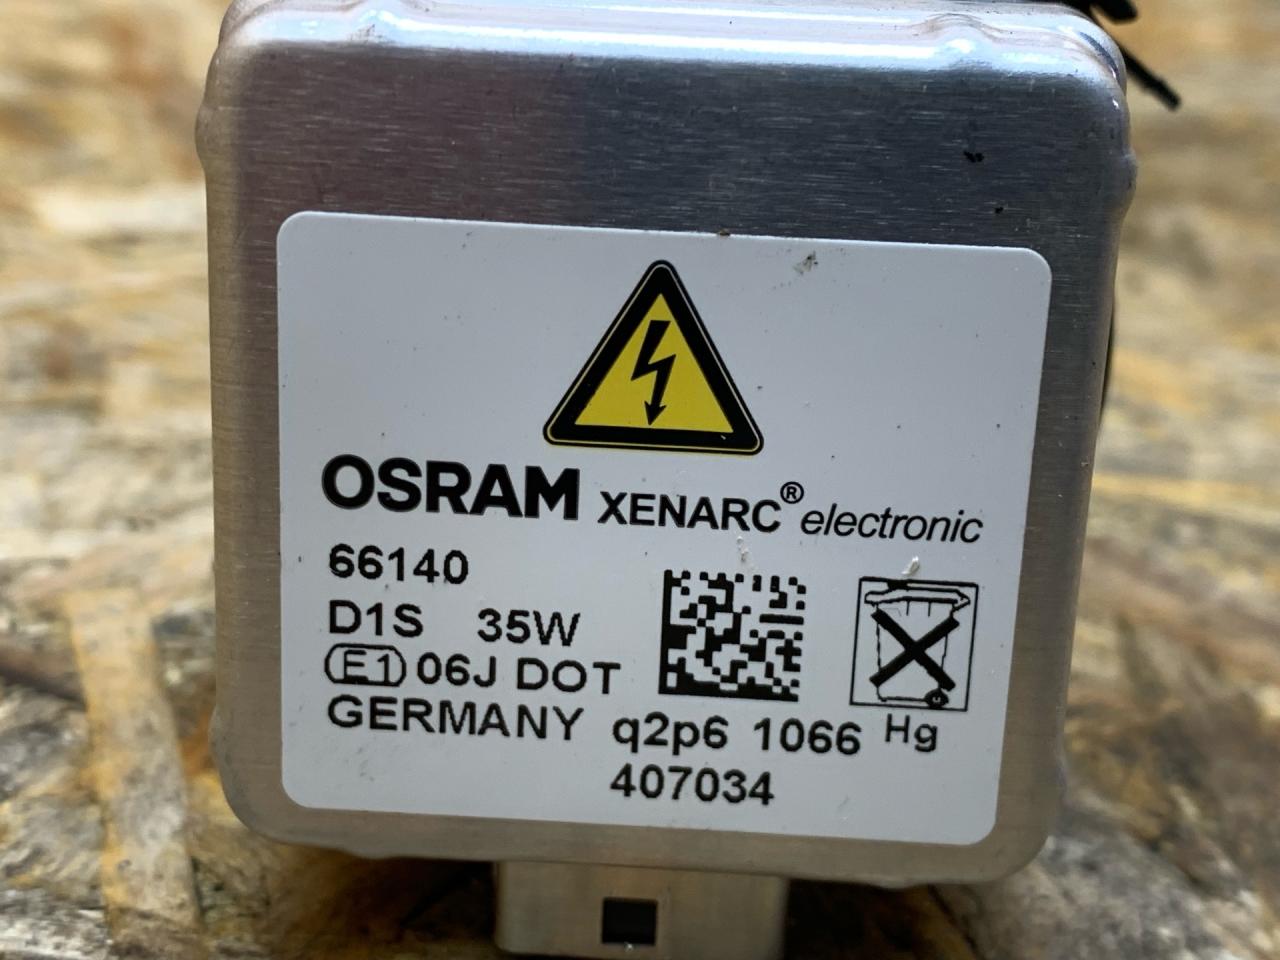 OSRAM XENARC® electronic
66140
D1S 35W
E1 06J DOT
GERMANY q2p6 1066 Hg
407034